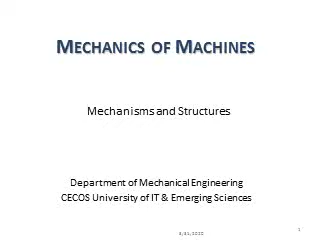 MECHANICS OF MACHINES
Mechanisms and Structures
Department of Mechanical Engineering
CECOS University of IT & Emerging Sciences
1